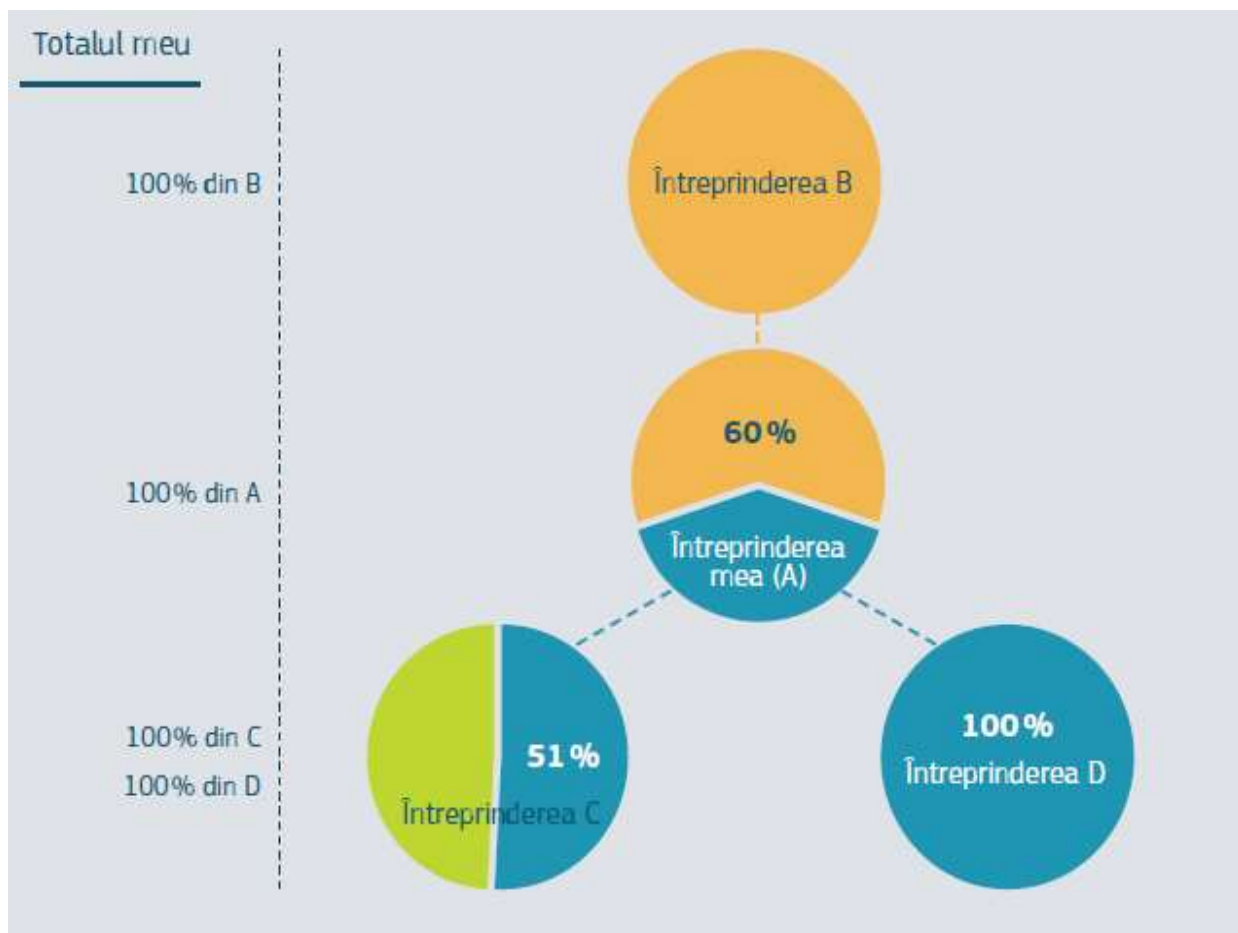 Totalul meu
100% din B
Întreprinderea B
60%
100% din A
Întreprinderea
mea (A)
100% din C
100% din D
51%
Întreprinderea C
100%
Întreprinderea D